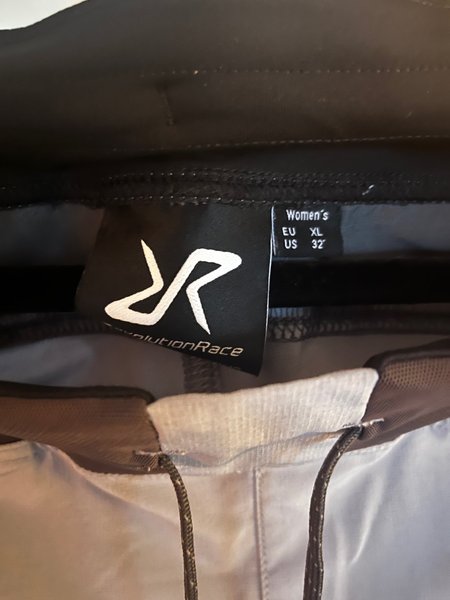 Women's
EU XL
US 32"
RevolutionRace